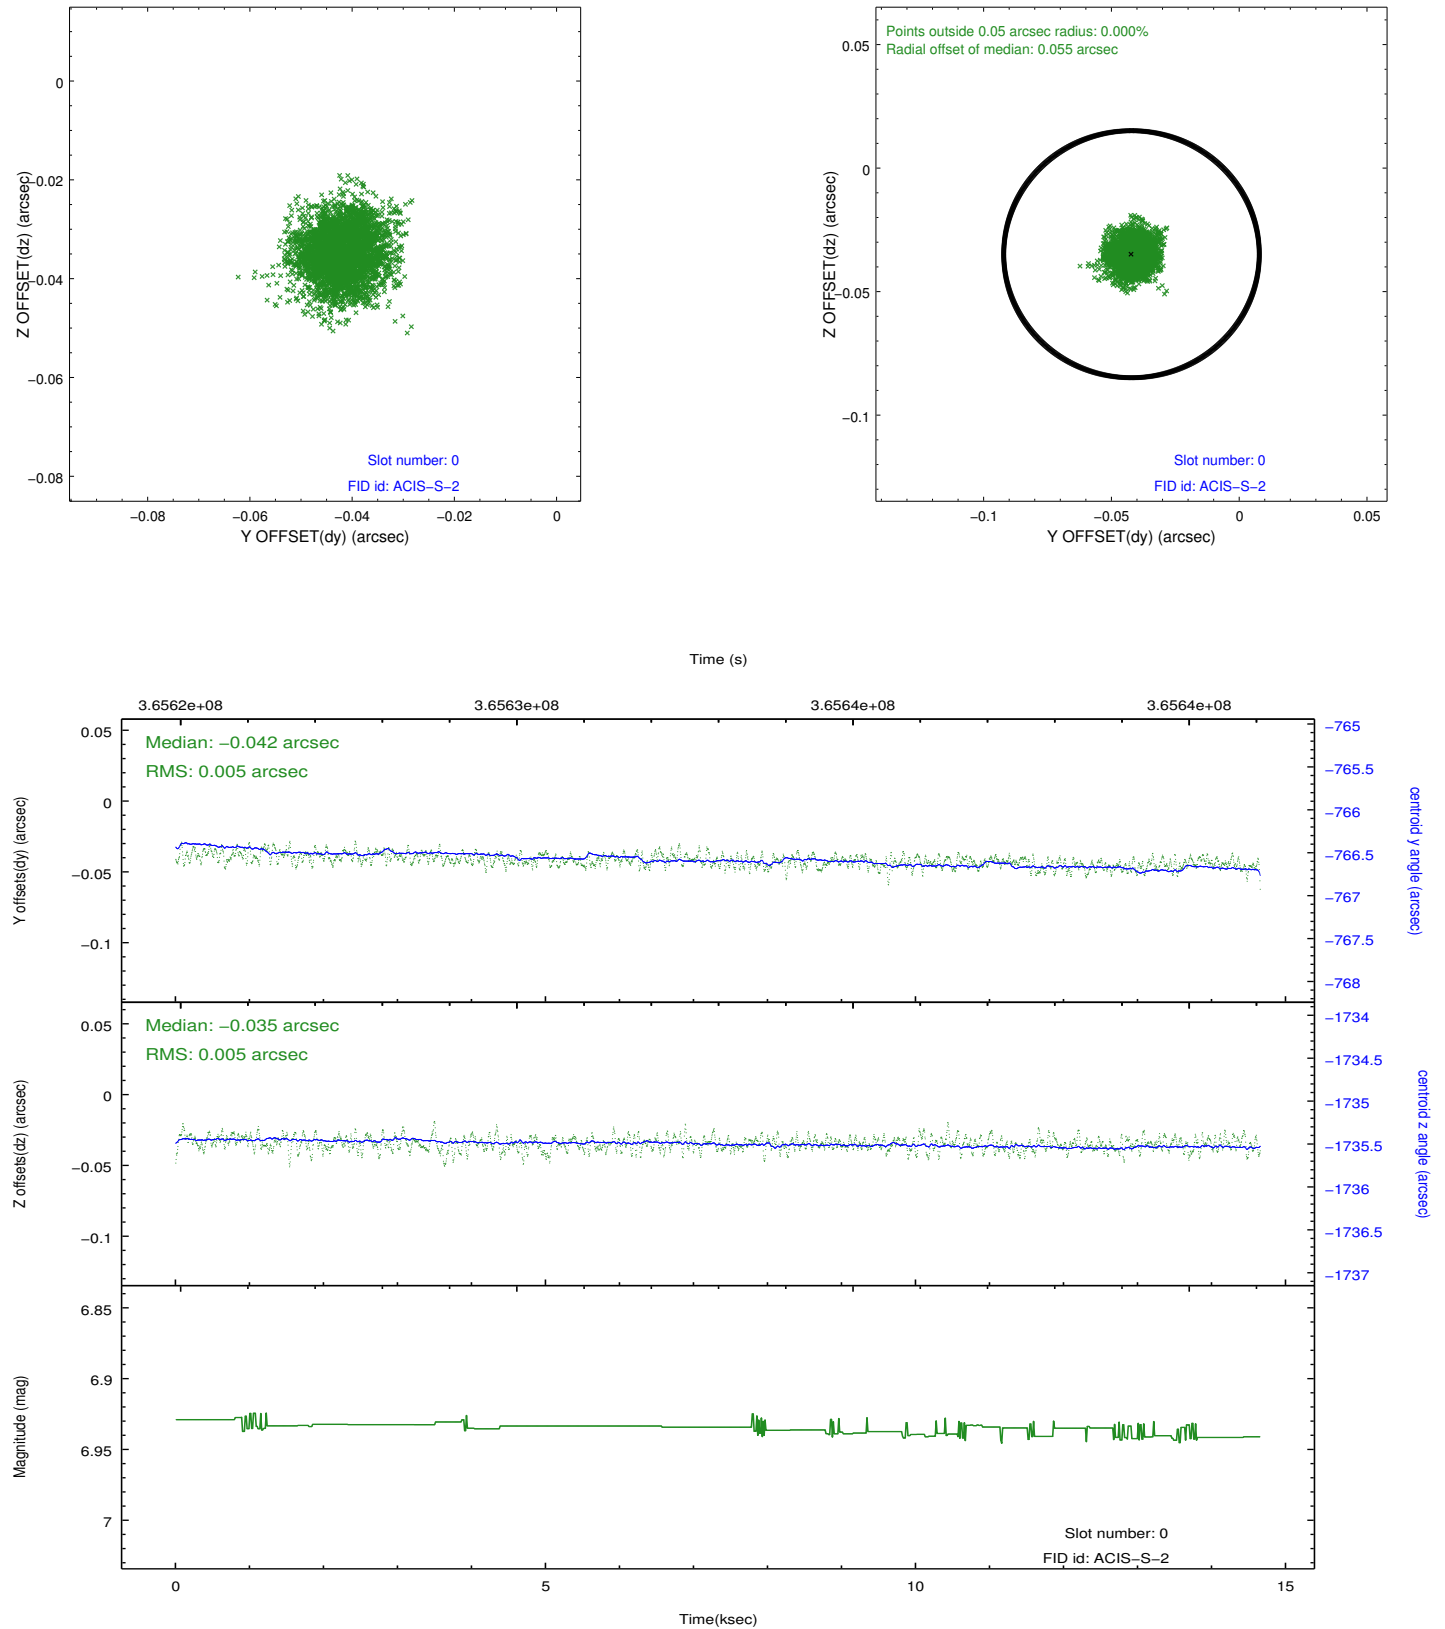 0
−0.02
−0.04
−0.06
−0.08
Z OFFSET(dz) (arcsec)
−0.08
−0.06
−0.04
−0.02
0
Y OFFSET(dy) (arcsec)
Slot number: 0
FID id: ACIS−S−2
Points outside 0.05 arcsec radius: 0.000%
Radial offset of median: 0.055 arcsec
0.05
0
−0.05
−0.1
Z OFFSET(dz) (arcsec)
−0.1
−0.05
0
0.05
Y OFFSET(dy) (arcsec)
Slot number: 0
FID id: ACIS−S−2
Time (s)
3.6562e+08
3.6563e+08
3.6564e+08
3.6564e+08
Median: −0.042 arcsec
RMS: 0.005 arcsec
0.05
0
−0.05
−0.1
Y offsets(dy) (arcsec)
−765
−765.5
−766
−766.5
−767
−767.5
−768
centroid y angle (arcsec)
Median: −0.035 arcsec
RMS: 0.005 arcsec
0.05
0
−0.05
−0.1
Z offsets(dz) (arcsec)
−1734
−1734.5
−1735
−1735.5
−1736
−1736.5
−1737
centroid z angle (arcsec)
6.85
6.9
6.95
7
Magnitude (mag)
Slot number: 0
FID id: ACIS−S−2
0
5
10
15
Time(ksec)